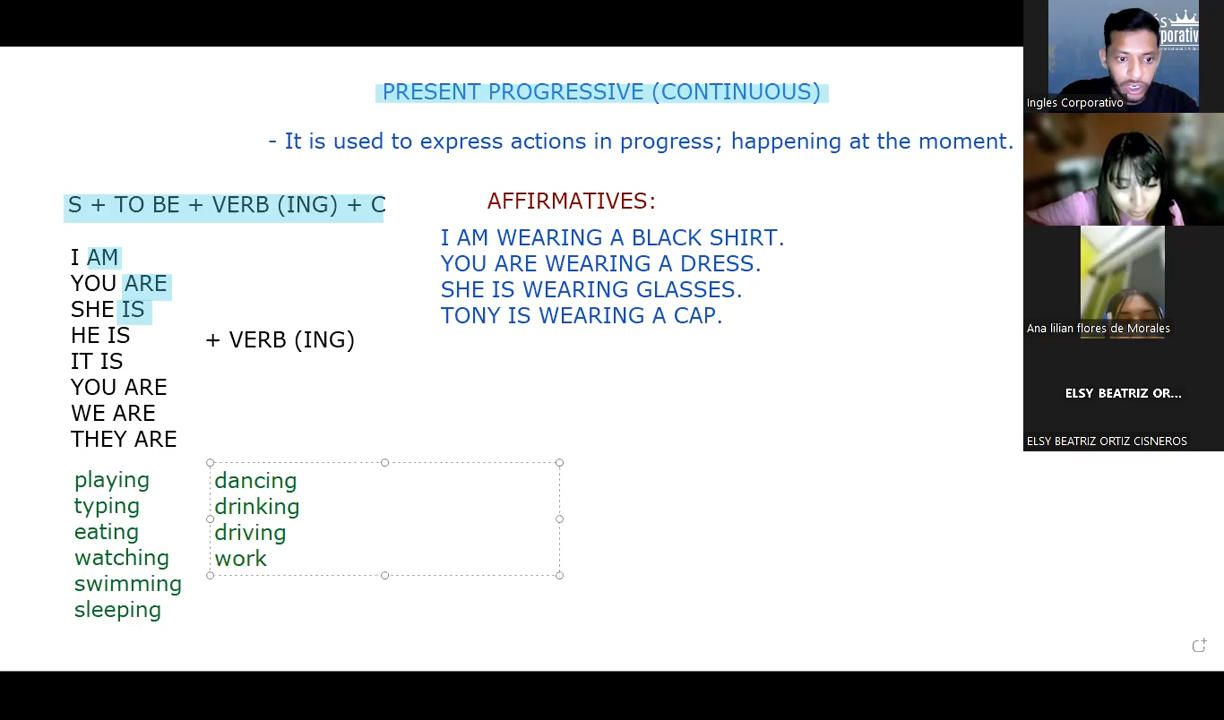 PRESENT PROGRESSIVE (CONTINUOUS)
- It is used to express actions in progress; happening at the moment.
S + TO BE + VERB (ING) + C
I AM
YOU ARE
SHE IS
HE IS
IT IS
YOU ARE
WE ARE
THEY ARE
+ VERB (ING)
AFFIRMATIVES:
I AM WEARING A BLACK SHIRT.
YOU ARE WEARING A DRESS.
SHE IS WEARING GLASSES.
TONY IS WEARING A CAP.
playing
typing
eating
watching
swimming
sleeping
dancing
drinking
driving
work
Ingles Corporativo
Ana lilian flores de Morales
ELSY BEATRIZ OR...
ELSY BEATRIZ ORTIZ CISNEROS